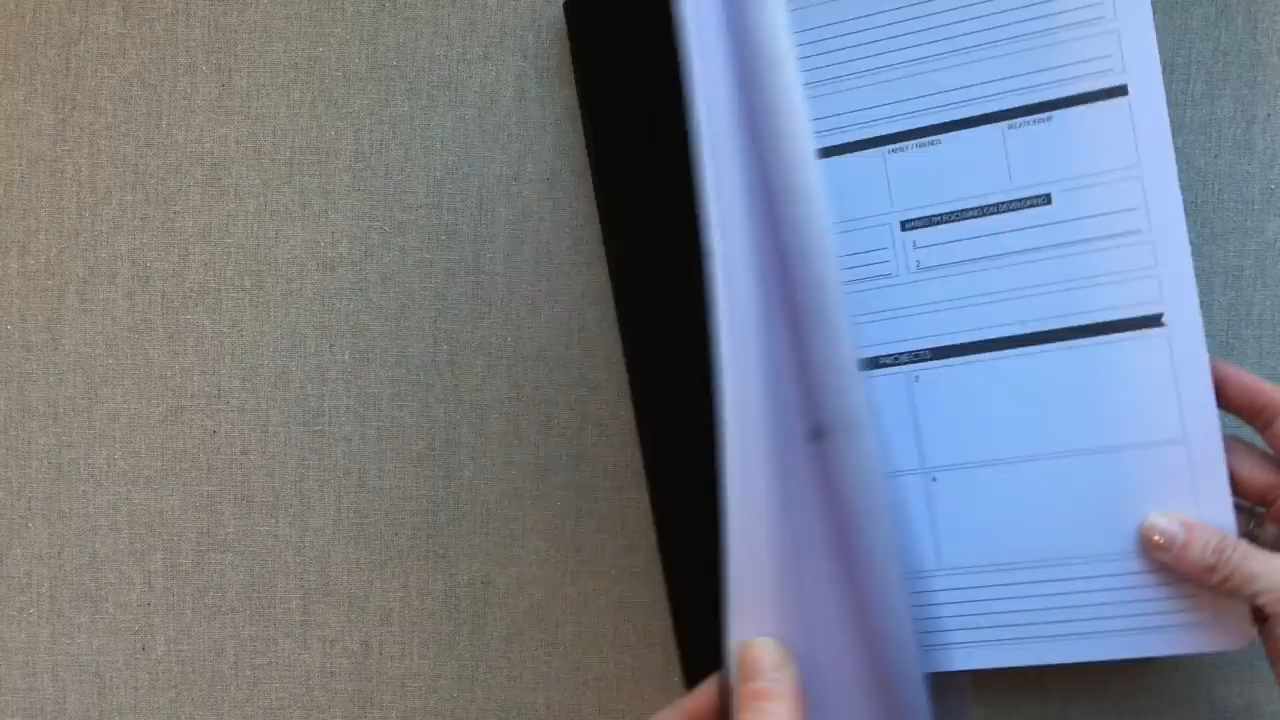 RELATIONSHIP
FAMILY / FRIENDS
HABITS I'M FOCUSING ON DEVELOPING
1
2
PROJECTS